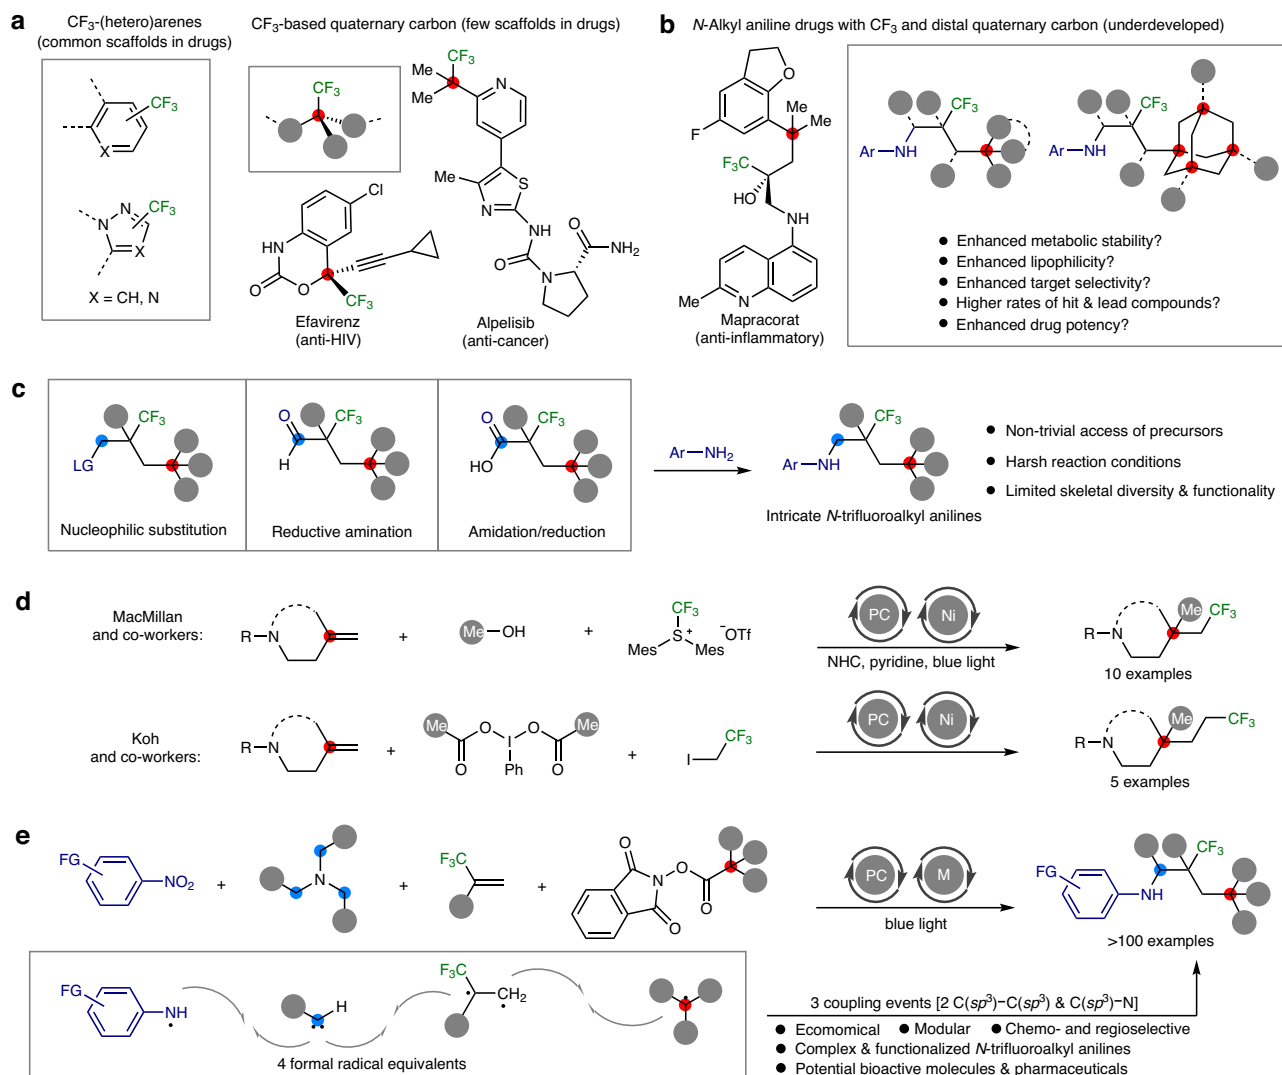 a
CF3-(hetero)arenes
(common scaffolds in drugs)
CF3
X
N
N
CF3
X
X = CH, N
CF3-based quaternary carbon (few scaffolds in drugs)
CF3
Cl
HN
O
O
CF3
Efavirenz
(anti-HIV)
CF3
Me
Me
N
Me
S
N
NH
O
O
NH2
N
Alpelisib
(anti-cancer)
b
N-Alkyl aniline drugs with CF3 and distal quaternary carbon (underdeveloped)
O
F
Me
Me
F3C
HO
NH
Me
N
Mapracorat
(anti-inflammatory)
CF3
Ar
NH
CF3
Ar
NH
● Enhanced metabolic stability?
● Enhanced lipophilicity?
● Enhanced target selectivity?
● Higher rates of hit & lead compounds?
● Enhanced drug potency?
c
CF3
LG
Nucleophilic substitution
O
CF3
H
Reductive amination
O
CF3
HO
Amidation/reduction
Ar—NH2
CF3
Ar
NH
Intricate N-trifluoroalkyl anilines
● Non-trivial access of precursors
● Harsh reaction conditions
● Limited skeletal diversity & functionality
d
MacMillan
and co-workers:
R
N
+
Me—OH
+
CF3
S+
Mes
Mes
−OTf
PC
Ni
NHC, pyridine, blue light
Me
CF3
R
N
10 examples
Koh
and co-workers:
R
N
+
Me
O
I
O
Me
O
Ph
O
+
CF3
I
PC
Ni
Me
CF3
R
N
5 examples
e
FG
NO2
+
N
+
F3C
+
O
N
O
O
O
PC
M
blue light
FG
NH
CF3
>100 examples
FG
NH
H
F3C
CH2
4 formal radical equivalents
3 coupling events [2 C(sp3)−C(sp3) & C(sp3)−N]
● Ecomomical ● Modular ● Chemo- and regioselective
● Complex & functionalized N-trifluoroalkyl anilines
● Potential bioactive molecules & pharmaceuticals